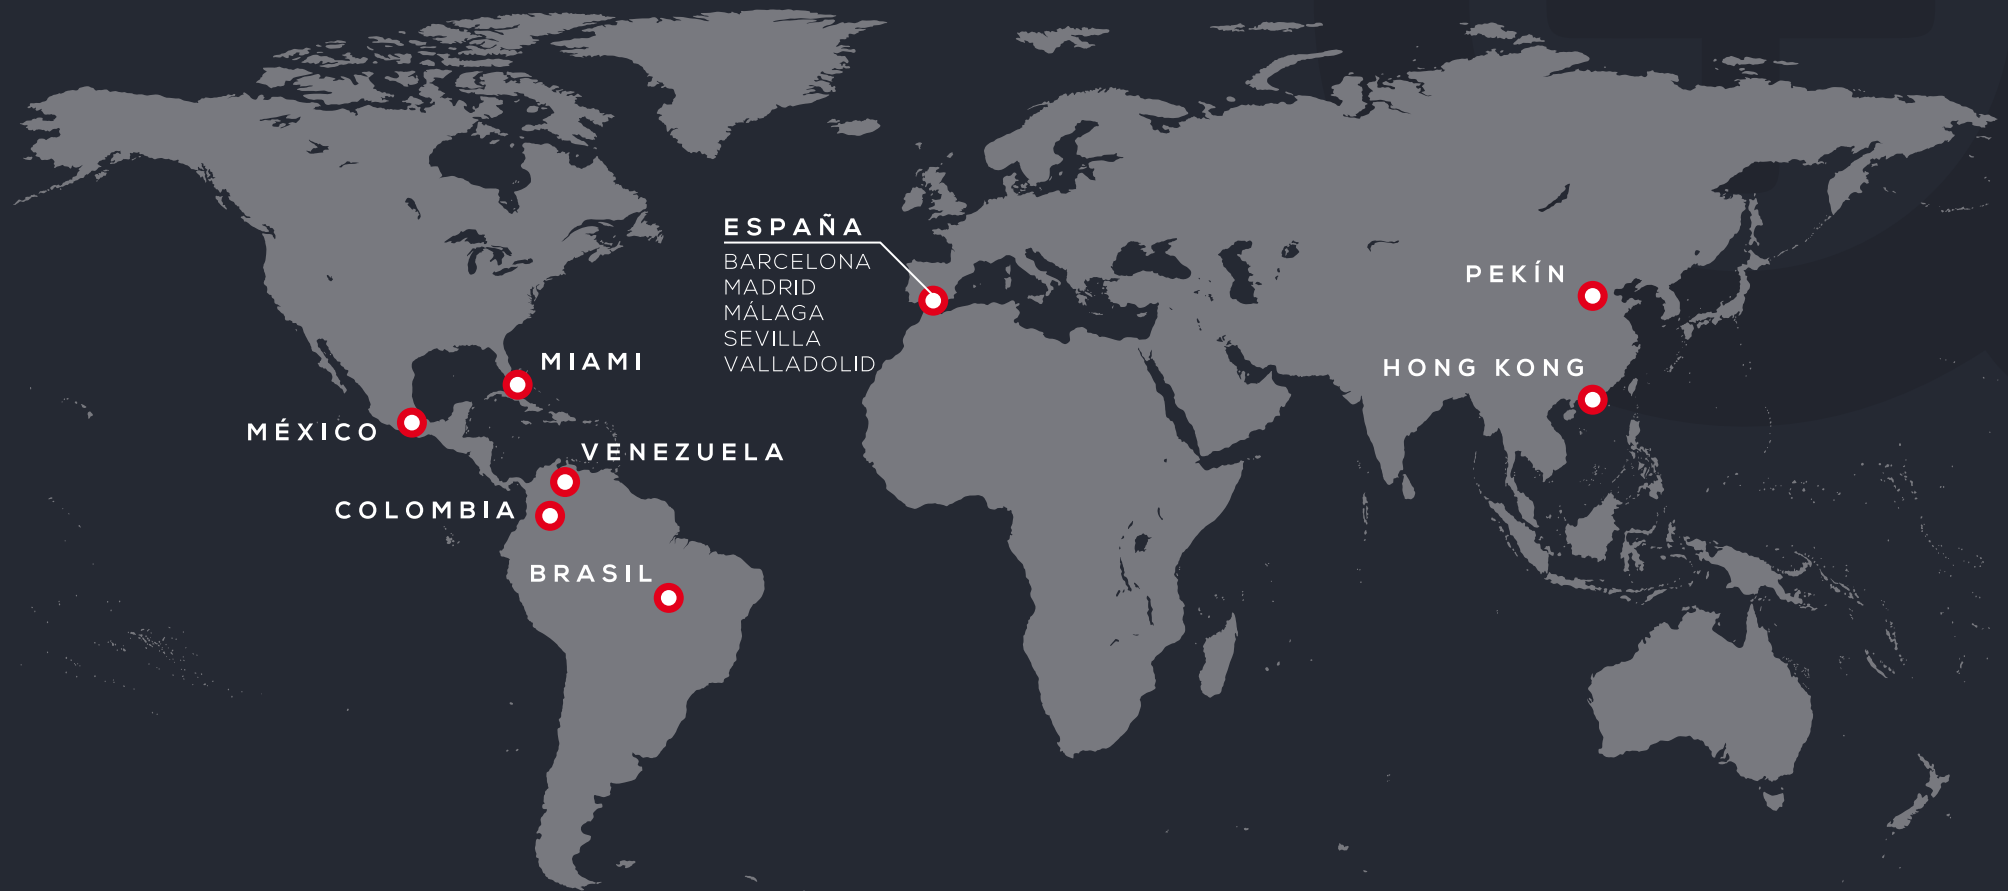 ESPAÑA
BARCELONA
MADRID
MÁLAGA
SEVILLA
VALLADOLID
PEKÍN
HONG KONG
MIAMI
MÉXICO
VENEZUELA
COLOMBIA
BRASIL